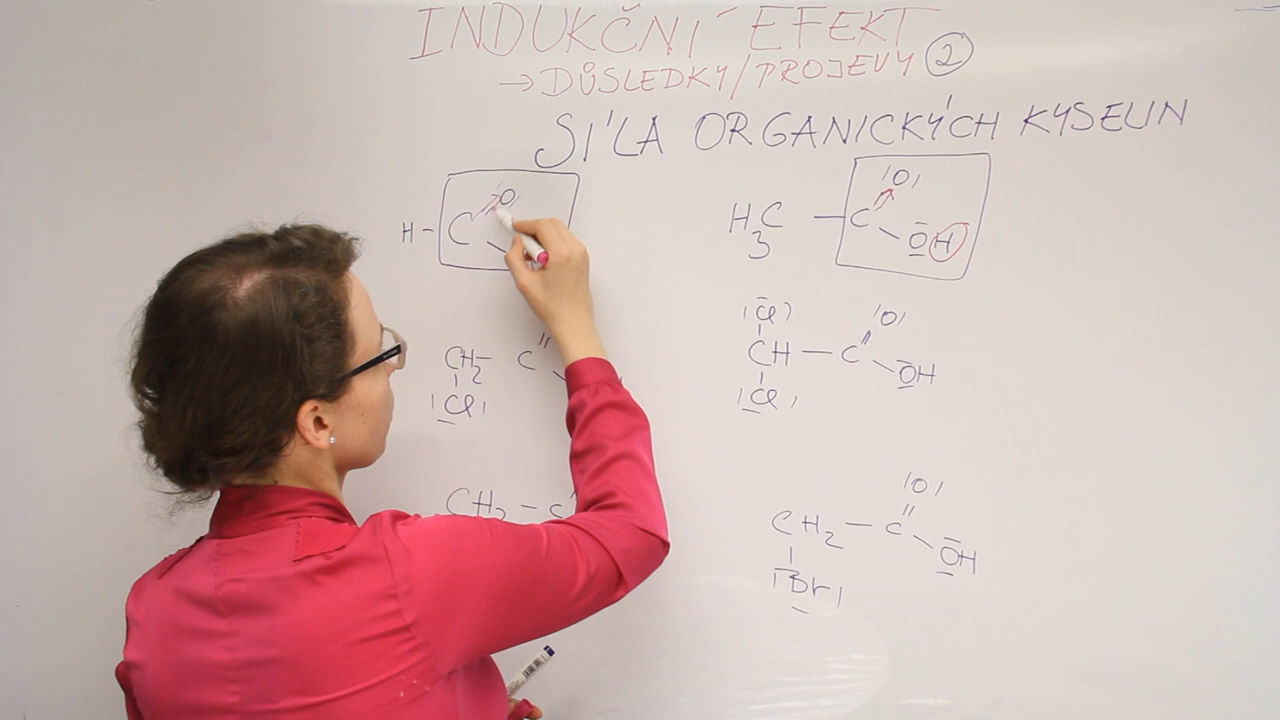 INDUKČNÍ EFEKT
→ DŮSLEDKY/PROJEVY 2
SÍLA ORGANICKÝCH KYSELIN
H - C O
H3C — C O OH
CH2 - C
Cl
Cl
CH — C O OH
Cl
CH2 - C
CH2 — C O OH
Br